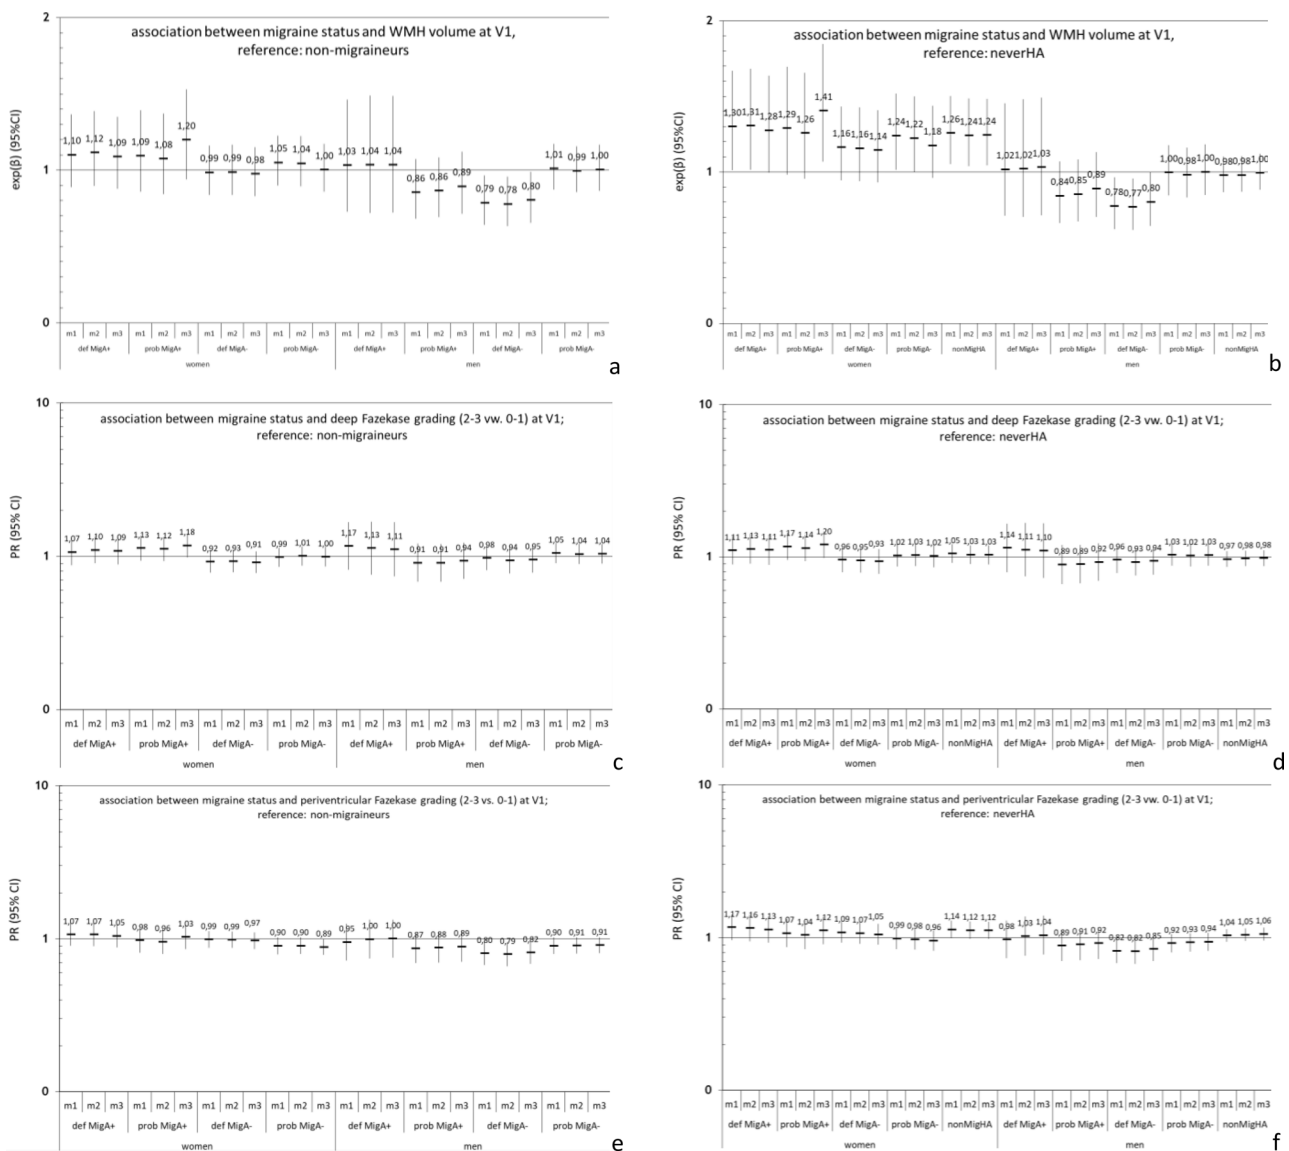 2
association between migraine status and WMH volume at V1,
reference: non-migraineurs
exp(β) (95%CI)
1,10 1,12 1,09 1,09 1,08 1,20 0,99 0,99 0,98 1,05 1,04 1,00 1,03 1,04 1,04 0,86 0,86 0,89 0,79 0,78 0,80 1,01 0,99 1,00
1
0
m1 m2 m3 m1 m2 m3 m1 m2 m3 m1 m2 m3 m1 m2 m3 m1 m2 m3 m1 m2 m3 m1 m2 m3
def MigA+ prob MigA+ def MigA- prob MigA- def MigA+ prob MigA+ def MigA- prob MigA-
women men
a
2
association between migraine status and WMH volume at V1,
reference: neverHA
exp(β) (95%CI)
1,30 1,31 1,28 1,29 1,26 1,41 1,16 1,16 1,14 1,24 1,22 1,18 1,26 1,24 1,24 1,02 1,02 1,03 0,84 0,85 0,89 0,78 0,77 0,80 1,00 0,98 1,00 0,98 0,98 1,00
1
0
m1 m2 m3 m1 m2 m3 m1 m2 m3 m1 m2 m3 m1 m2 m3 m1 m2 m3 m1 m2 m3 m1 m2 m3 m1 m2 m3 m1 m2 m3
def MigA+ prob MigA+ def MigA- prob MigA- nonMigHA def MigA+ prob MigA+ def MigA- prob MigA- nonMigHA
women men
b
10
association between migraine status and deep Fazekase grading (2-3 vw. 0-1) at V1;
reference: non-migraineurs
PR (95% CI)
1,07 1,10 1,09 1,13 1,12 1,18 0,92 0,93 0,91 0,99 1,01 1,00 1,17 1,13 1,11 0,91 0,91 0,94 0,98 0,94 0,95 1,05 1,04 1,04
1
0
m1 m2 m3 m1 m2 m3 m1 m2 m3 m1 m2 m3 m1 m2 m3 m1 m2 m3 m1 m2 m3 m1 m2 m3
def MigA+ prob MigA+ def MigA- prob MigA- def MigA+ prob MigA+ def MigA- prob MigA-
women men
c
10
association between migraine status and deep Fazekase grading (2-3 vw. 0-1) at V1;
reference: neverHA
PR (95% CI)
1,11 1,13 1,11 1,17 1,14 1,20 0,96 0,95 0,93 1,02 1,03 1,02 1,05 1,03 1,03 1,14 1,11 1,10 0,89 0,89 0,92 0,96 0,93 0,94 1,03 1,02 1,03 0,97 0,98 0,98
1
0
m1 m2 m3 m1 m2 m3 m1 m2 m3 m1 m2 m3 m1 m2 m3 m1 m2 m3 m1 m2 m3 m1 m2 m3 m1 m2 m3 m1 m2 m3
def MigA+ prob MigA+ def MigA- prob MigA- nonMigHA def MigA+ prob MigA+ def MigA- prob MigA- nonMigHA
women men
d
10
association between migraine status and periventricular Fazekase grading (2-3 vs. 0-1) at V1;
reference: non-migraineurs
PR (95% CI)
1,07 1,07 1,05 0,98 0,96 1,03 0,99 0,99 0,97 0,90 0,90 0,89 0,95 1,00 1,00 0,87 0,88 0,89 0,80 0,79 0,82 0,90 0,91 0,91
1
0
m1 m2 m3 m1 m2 m3 m1 m2 m3 m1 m2 m3 m1 m2 m3 m1 m2 m3 m1 m2 m3 m1 m2 m3
def MigA+ prob MigA+ def MigA- prob MigA- def MigA+ prob MigA+ def MigA- prob MigA-
women men
e
10
association between migraine status and periventricular Fazekase grading (2-3 vw. 0-1) at V1;
reference: neverHA
PR (95% CI)
1,17 1,16 1,13 1,07 1,04 1,12 1,09 1,07 1,05 0,99 0,98 0,96 1,14 1,12 1,12 0,98 1,03 1,04 0,89 0,91 0,92 0,82 0,82 0,85 0,92 0,93 0,94 1,04 1,05 1,06
1
0
m1 m2 m3 m1 m2 m3 m1 m2 m3 m1 m2 m3 m1 m2 m3 m1 m2 m3 m1 m2 m3 m1 m2 m3 m1 m2 m3 m1 m2 m3
def MigA+ prob MigA+ def MigA- prob MigA- nonMigHA def MigA+ prob MigA+ def MigA- prob MigA- nonMigHA
women men
f